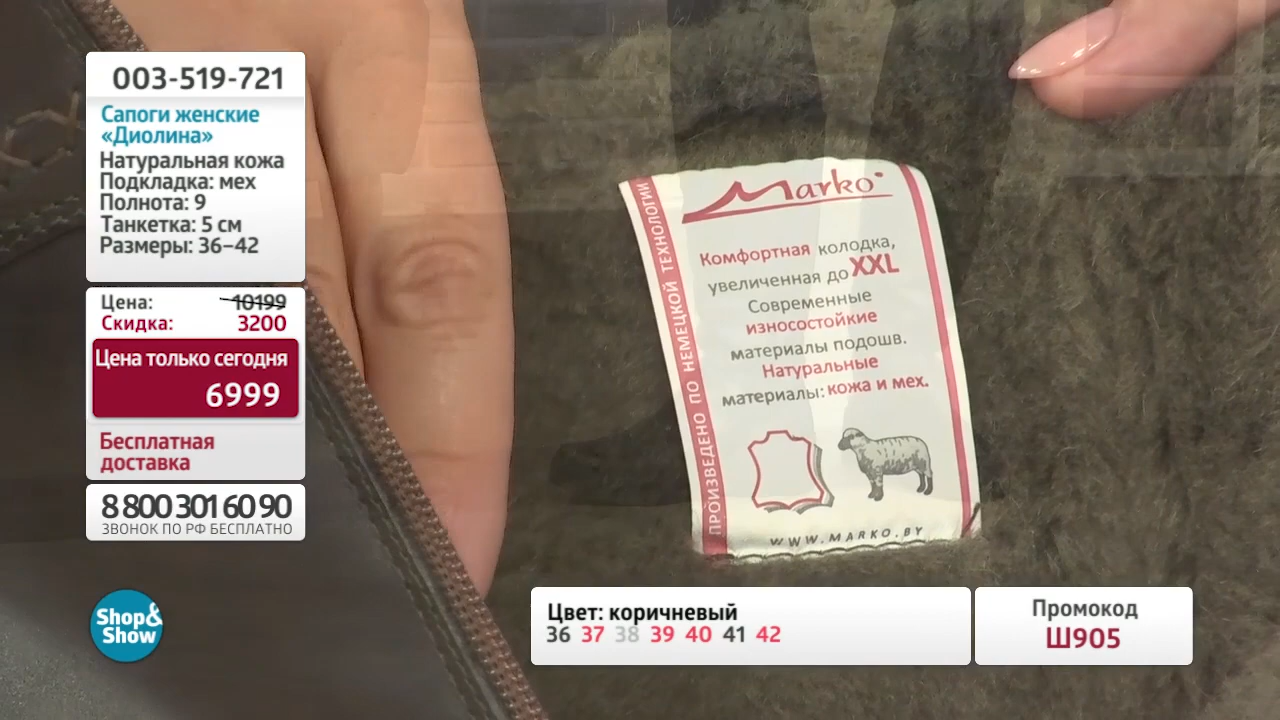 003-519-721
Сапоги женские
«Диолина»
Натуральная кожа
Подкладка: мех
Полнота: 9
Танкетка: 5 см
Размеры: 36–42
Цена: 10199
Скидка: 3200
Цена только сегодня
6999
Бесплатная
доставка
8 800 301 60 90
ЗВОНОК ПО РФ БЕСПЛАТНО
Shop&
Show
ПРОИЗВЕДЕНО ПО НЕМЕЦКОЙ ТЕХНОЛОГИИ
Marko
Комфортная колодка,
увеличенная до XXL
Современные
износостойкие
материалы подошв.
Натуральные
материалы: кожа и мех.
WWW.MARKO.BY
Цвет: коричневый
36 37 38 39 40 41 42
Промокод
Ш905